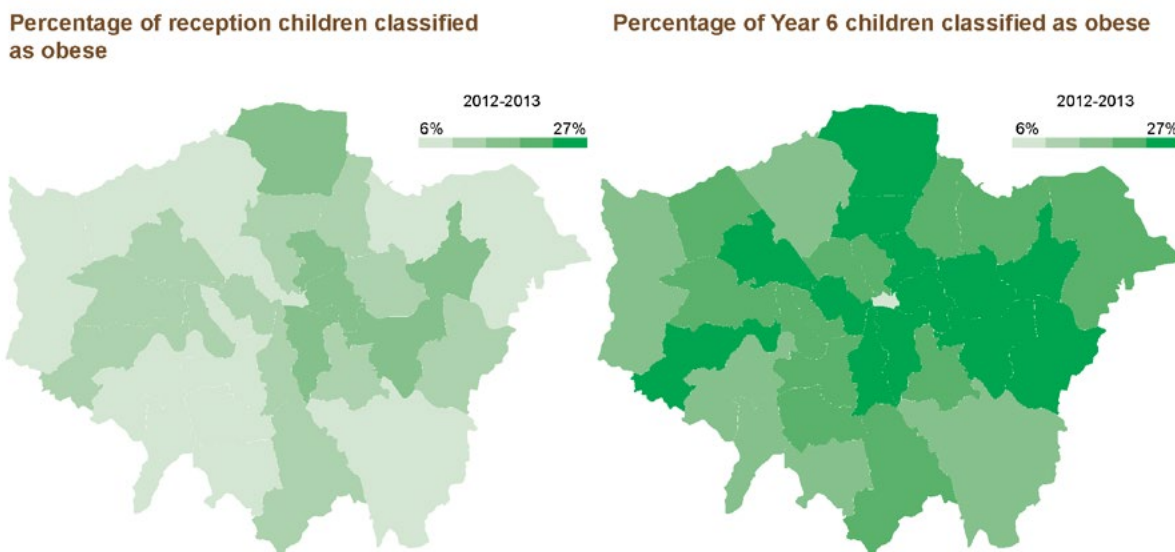 Percentage of reception children classified
as obese
2012-2013
6% 27%
Percentage of Year 6 children classified as obese
2012-2013
6% 27%